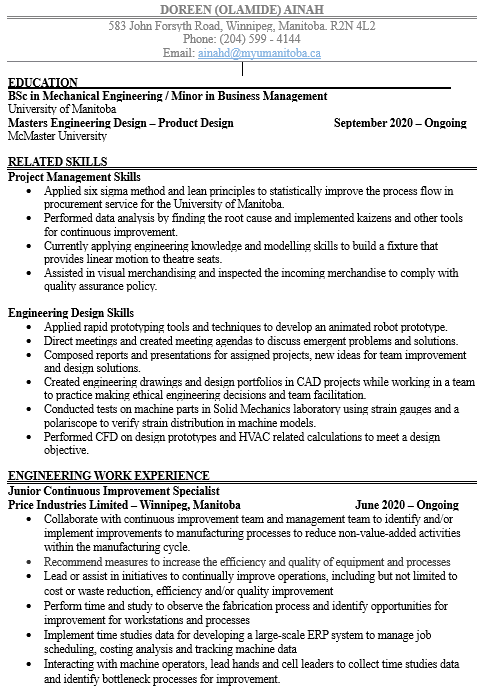 DOREEN (OLAMIDE) AINAH
583 John Forsyth Road, Winnipeg, Manitoba. R2N 4L2
Phone: (204) 599 - 4144
Email: ainahd@myumanitoba.ca
EDUCATION
BSc in Mechanical Engineering / Minor in Business Management
University of Manitoba
Masters Engineering Design – Product Design September 2020 – Ongoing
McMaster University
RELATED SKILLS
Project Management Skills
• Applied six sigma method and lean principles to statistically improve the process flow in
procurement service for the University of Manitoba.
• Performed data analysis by finding the root cause and implemented kaizens and other tools
for continuous improvement.
• Currently applying engineering knowledge and modelling skills to build a fixture that
provides linear motion to theatre seats.
• Assisted in visual merchandising and inspected the incoming merchandise to comply with
quality assurance policy.
Engineering Design Skills
• Applied rapid prototyping tools and techniques to develop an animated robot prototype.
• Direct meetings and created meeting agendas to discuss emergent problems and solutions.
• Composed reports and presentations for assigned projects, new ideas for team improvement
and design solutions.
• Created engineering drawings and design portfolios in CAD projects while working in a team
to practice making ethical engineering decisions and team facilitation.
• Conducted tests on machine parts in Solid Mechanics laboratory using strain gauges and a
polariscope to verify strain distribution in machine models.
• Performed CFD on design prototypes and HVAC related calculations to meet a design
objective.
ENGINEERING WORK EXPERIENCE
Junior Continuous Improvement Specialist
Price Industries Limited – Winnipeg, Manitoba June 2020 – Ongoing
• Collaborate with continuous improvement team and management team to identify and/or
implement improvements to manufacturing processes to reduce non-value-added activities
within the manufacturing cycle.
• Recommend measures to increase the efficiency and quality of equipment and processes
• Lead or assist in initiatives to continually improve operations, including but not limited to
cost or waste reduction, efficiency and/or quality improvement
• Perform time and study to observe the fabrication process and identify opportunities for
improvement for workstations and processes
• Implement time studies data for developing a large-scale ERP system to manage job
scheduling, costing analysis and tracking machine data
• Interacting with machine operators, lead hands and cell leaders to collect time studies data
and identify bottleneck processes for improvement.